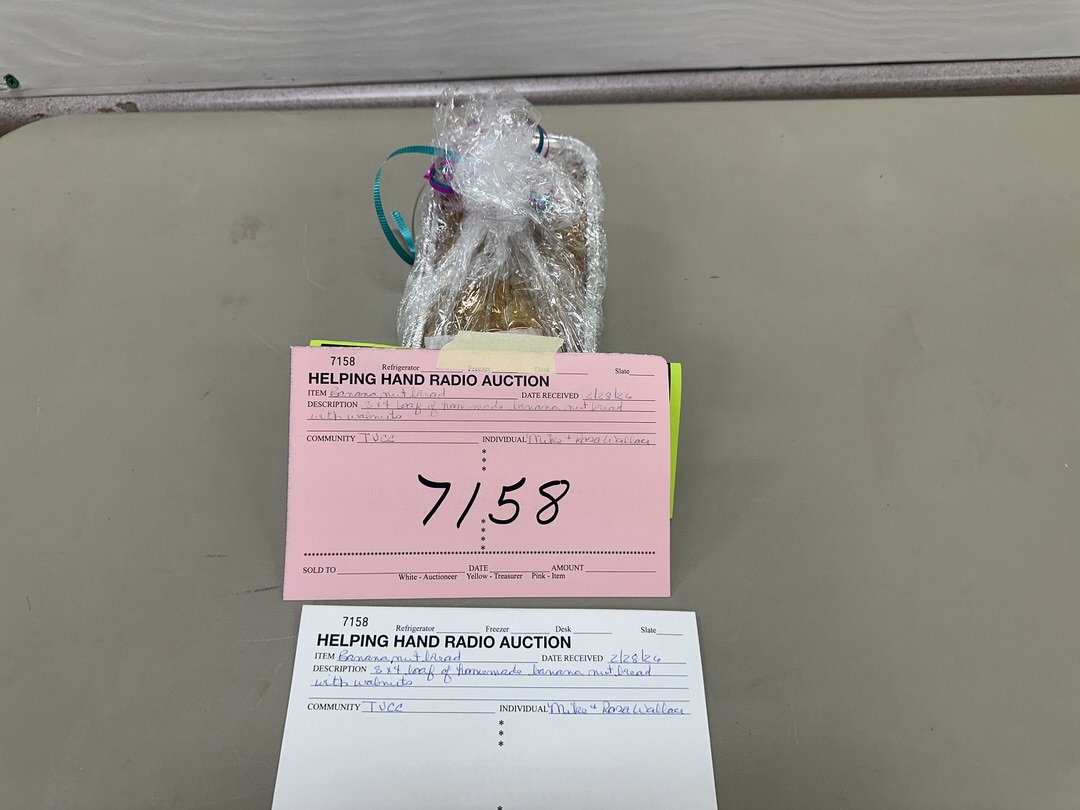 7158
Refrigerator Freezer Desk Slate
HELPING HAND RADIO AUCTION
ITEM Banana nut bread DATE RECEIVED 2/28/26
DESCRIPTION 8x4 loaf of homemade banana nut bread
with walnuts
COMMUNITY TVCC INDIVIDUAL Mike + Rosa Wallace
7158
SOLD TO DATE AMOUNT
White - Auctioneer Yellow - Treasurer Pink - Item
7158
Refrigerator Freezer Desk Slate
HELPING HAND RADIO AUCTION
ITEM Banana nut bread DATE RECEIVED 2/28/26
DESCRIPTION 8x4 loaf of homemade banana nut bread
with walnuts
COMMUNITY TVCC INDIVIDUAL Mike + Rosa Wallace